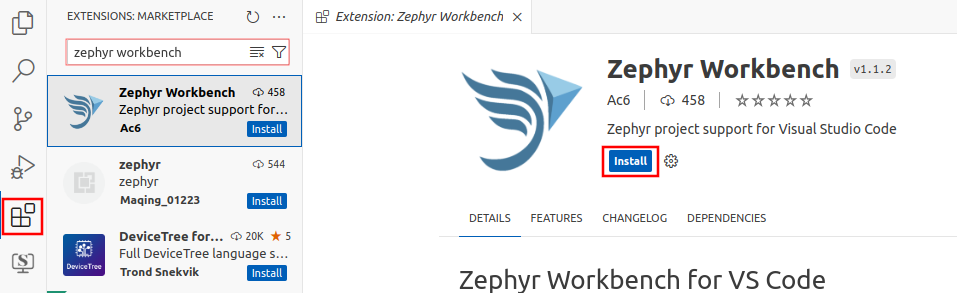 EXTENSIONS: MARKETPLACE
zephyr workbench
Zephyr Workbench 458
Zephyr project support for...
Ac6 Install
zephyr 544
zephyr
Maqing_01223 Install
DeviceTree for... 20K ★ 5
Full DeviceTree language s...
Trond Snekvik Install
DeviceTree
Extension: Zephyr Workbench
Zephyr Workbench v1.1.2
Ac6 458
Zephyr project support for Visual Studio Code
Install
DETAILS FEATURES CHANGELOG DEPENDENCIES
Zephyr Workbench for VS Code